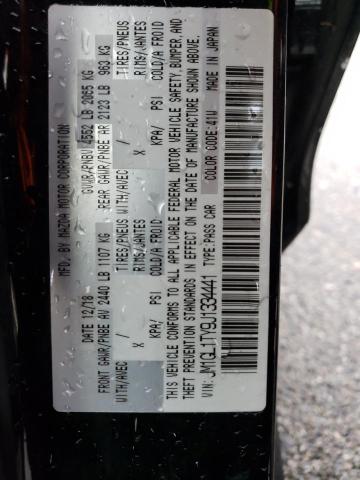 MFD. BY MAZDA MOTOR CORPORATION
DATE 12/18 GVWR/PNBV 4552 LB 2065 KG
FRONT GAWR/PNBE AV 2440 LB 1107 KG REAR GAWR/PNBE AR 2123 LB 963 KG
WITH/AVEC TIRES/PNEUS WITH/AVEC TIRES/PNEUS
/ X RIMS/JANTES / X RIMS/JANTES
KPA/ PSI COLD/A FROID KPA/ PSI COLD/A FROID
THIS VEHICLE CONFORMS TO ALL APPLICABLE FEDERAL MOTOR VEHICLE SAFETY, BUMPER, AND
THEFT PREVENTION STANDARDS IN EFFECT ON THE DATE OF MANUFACTURE SHOWN ABOVE.
MADE IN JAPAN
JM1GL1TY9J1334441 TYPE:PASS CAR COLOR CODE:41V